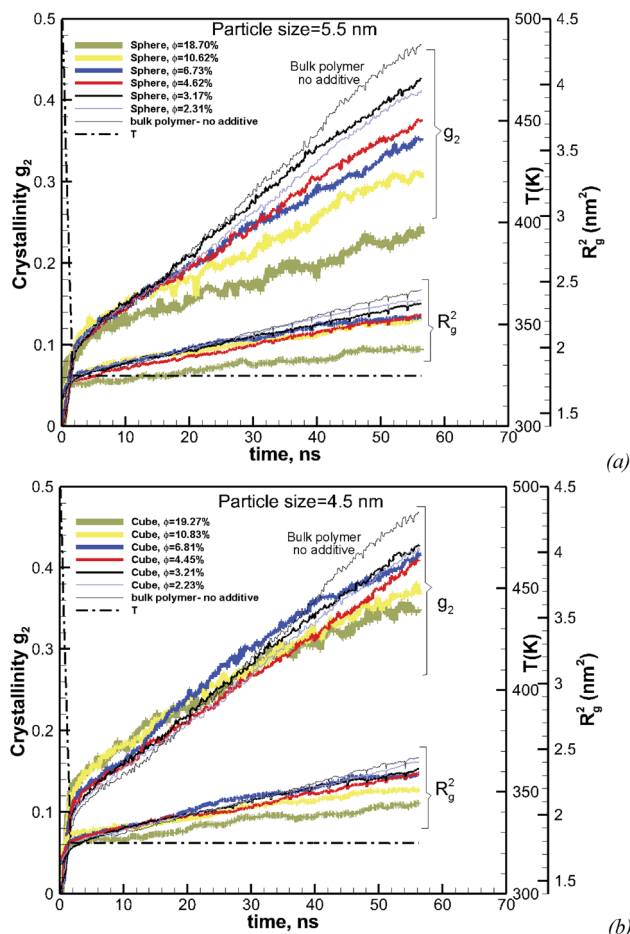 Particle size=5.5 nm
Sphere, ϕ=18.70%
Sphere, ϕ=10.62%
Sphere, ϕ=6.73%
Sphere, ϕ=4.62%
Sphere, ϕ=3.17%
Sphere, ϕ=2.31%
bulk polymer- no additive
T
Bulk polymer
no additive
g₂
R_g²
Crystallinity g₂
0.5
0.4
0.3
0.2
0.1
0
0 10 20 30 40 50 60 70
time, ns
500
450
400
350
300
T(K)
4.5
4
3.5
3
2.5
2
1.5
R_g² (nm²)
(a)
Particle size=4.5 nm
Cube, ϕ=19.27%
Cube, ϕ=10.83%
Cube, ϕ=6.81%
Cube, ϕ=4.45%
Cube, ϕ=3.21%
Cube, ϕ=2.23%
bulk polymer- no additive
T
Bulk polymer
no additive
g₂
R_g²
Crystallinity g₂
0.5
0.4
0.3
0.2
0.1
0
0 10 20 30 40 50 60 70
time, ns
500
450
400
350
300
T(K)
4.5
4
3.5
3
2.5
2
1.5
R_g² (nm²)
(b)